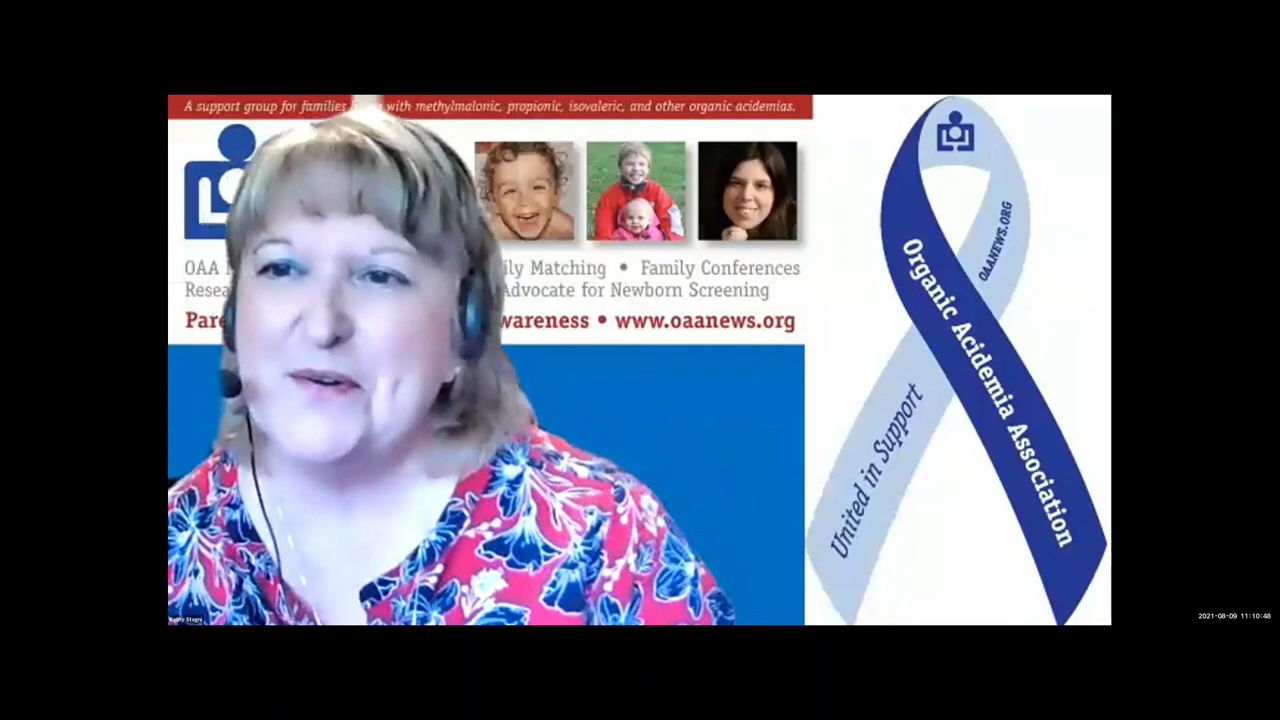 A support group for families with methylmalonic, propionic, isovaleric, and other organic acidemias.
OAA ily Matching • Family Conferences
Resea Advocate for Newborn Screening
Pare wareness • www.oaanews.org
OAANEWS.ORG
Organic Acidemia Association
United in Support
Kathy Stagni
2021-08-09 11:10:48